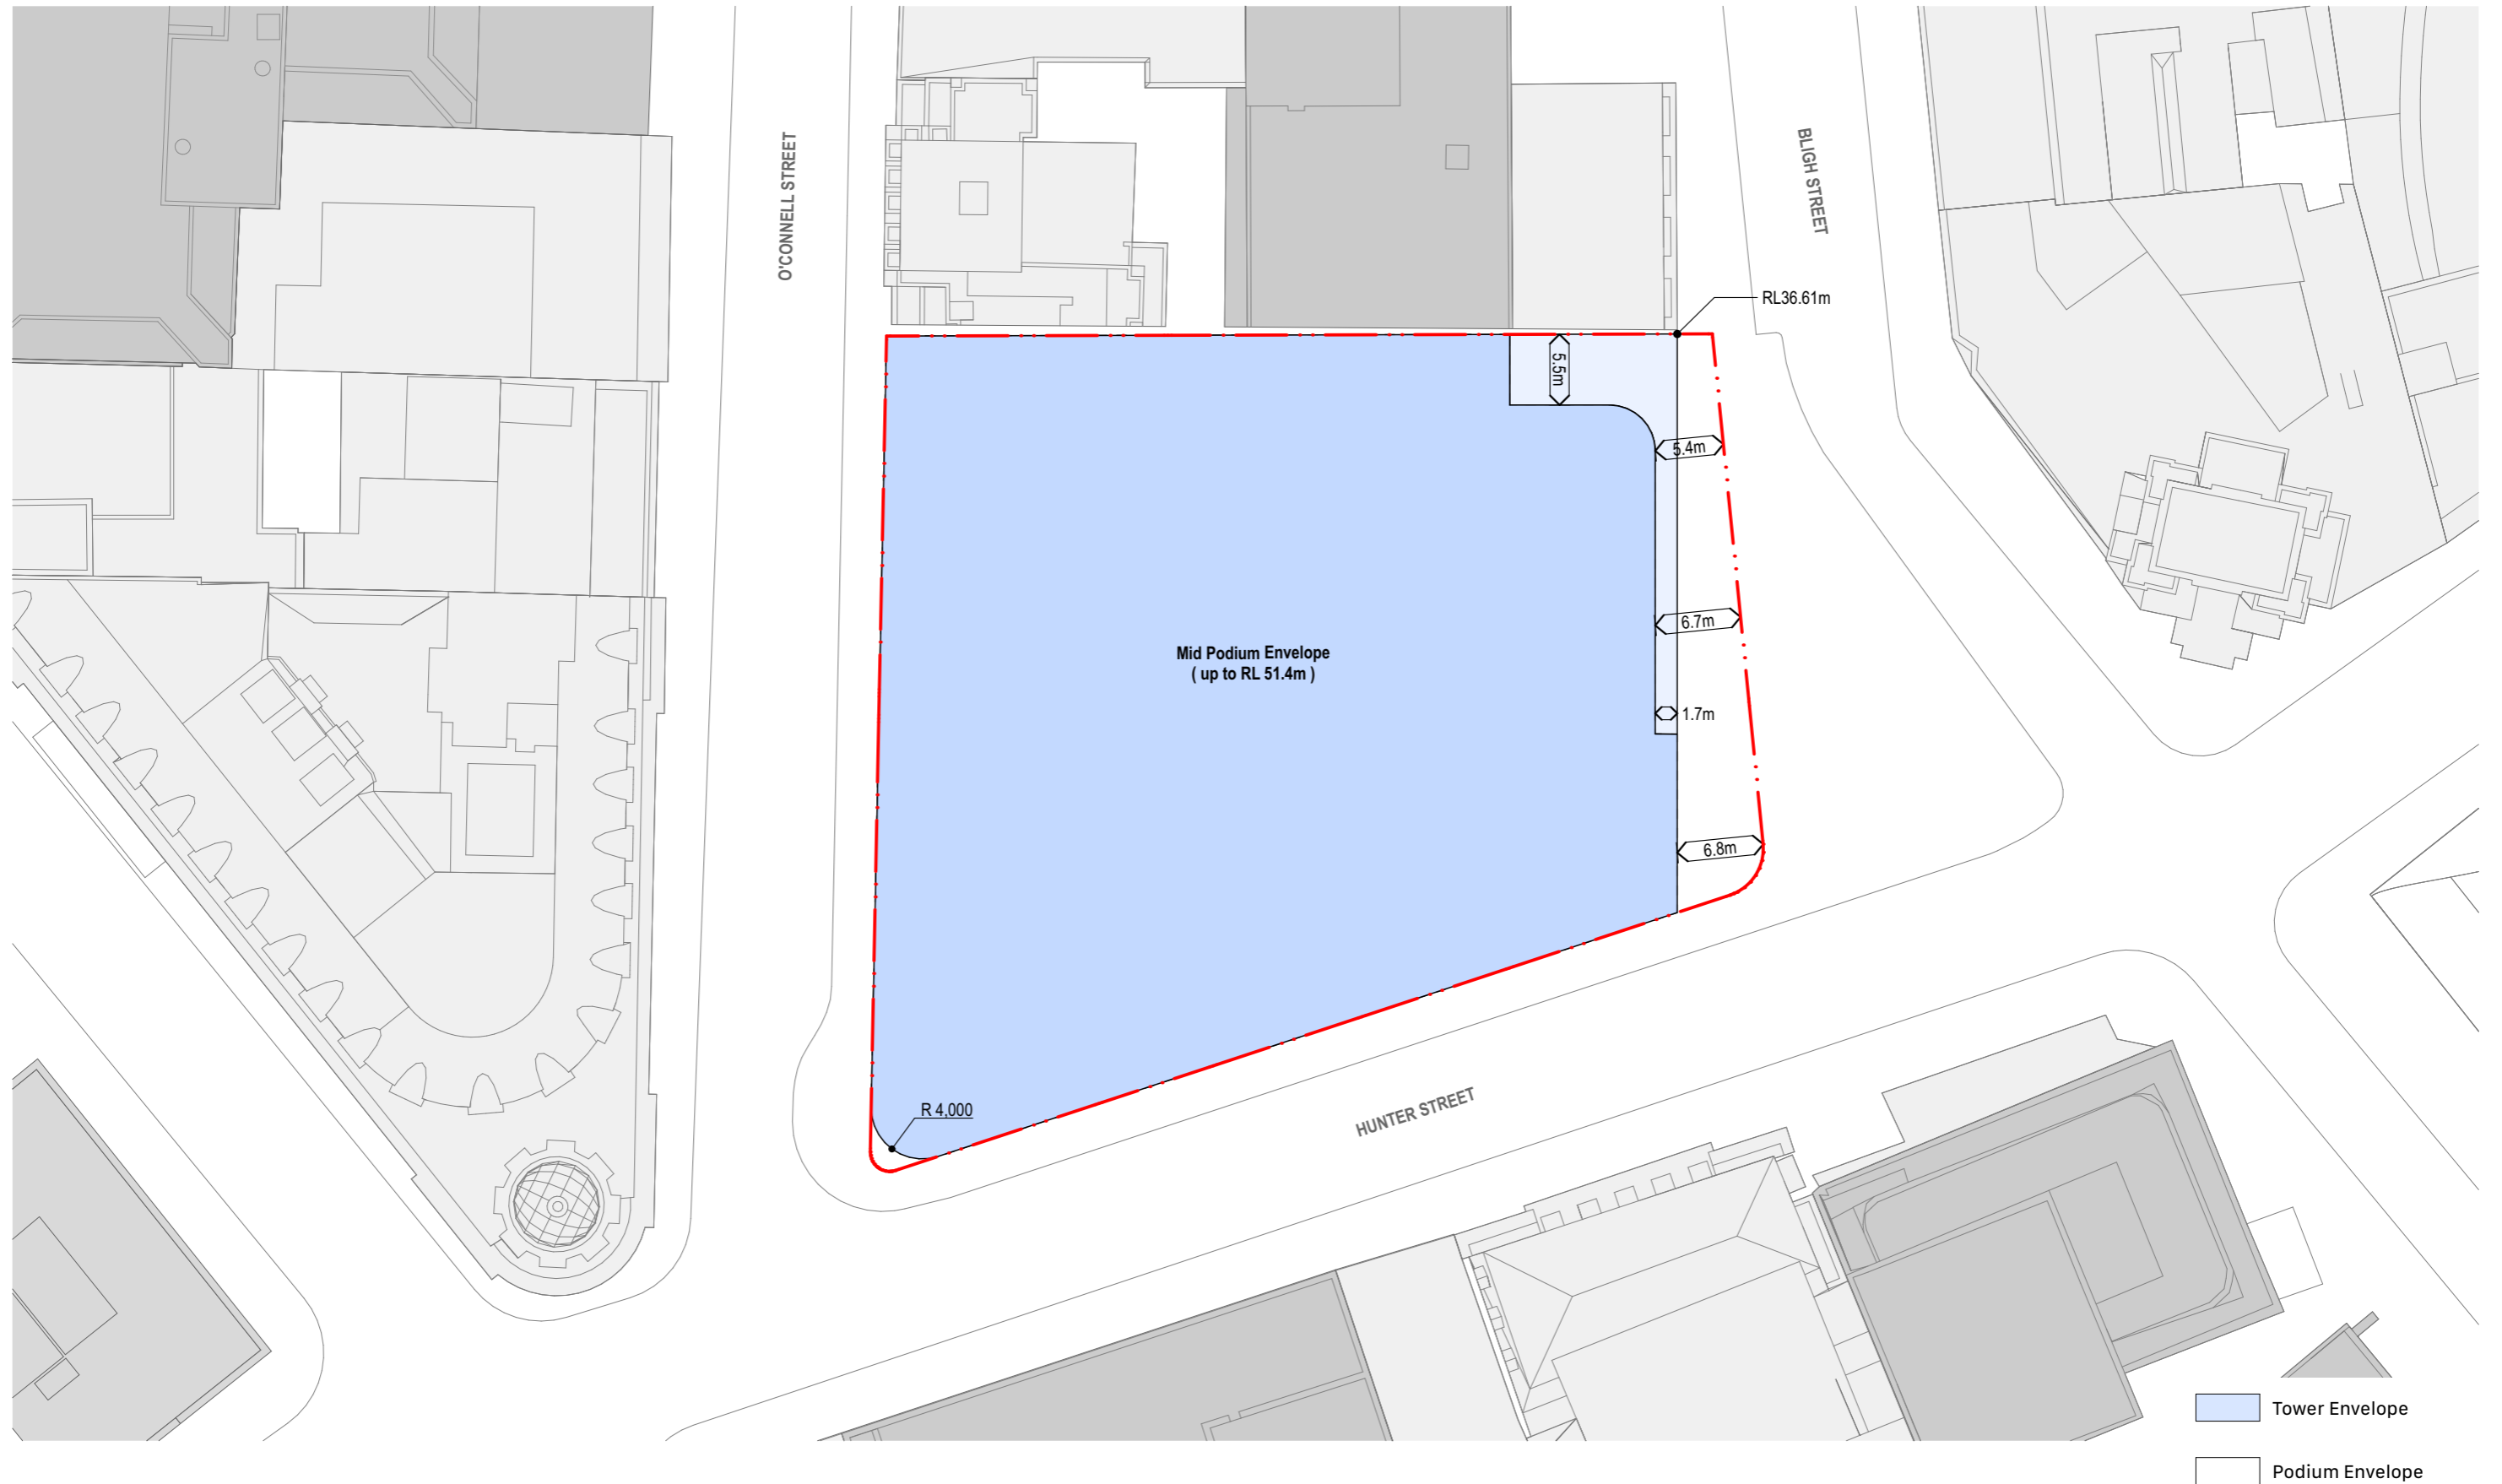 O'CONNELL STREET
BLIGH STREET
RL36.61m
5.5m
5.4m
6.7m
Mid Podium Envelope
( up to RL 51.4m )
1.7m
6.8m
R 4,000
HUNTER STREET
Tower Envelope
Podium Envelope